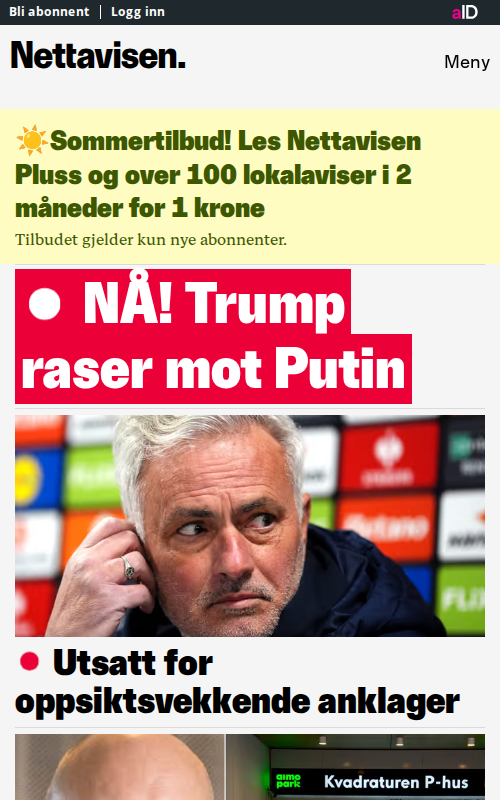 Bli abonnent | Logg inn
aID
Nettavisen.
Meny
☀️Sommertilbud! Les Nettavisen
Pluss og over 100 lokalaviser i 2
måneder for 1 krone
Tilbudet gjelder kun nye abonnenter.
NÅ! Trump
raser mot Putin
Betano
FLIX
Utsatt for
oppsiktsvekkende anklager
aimo
park
Kvadraturen P-hus